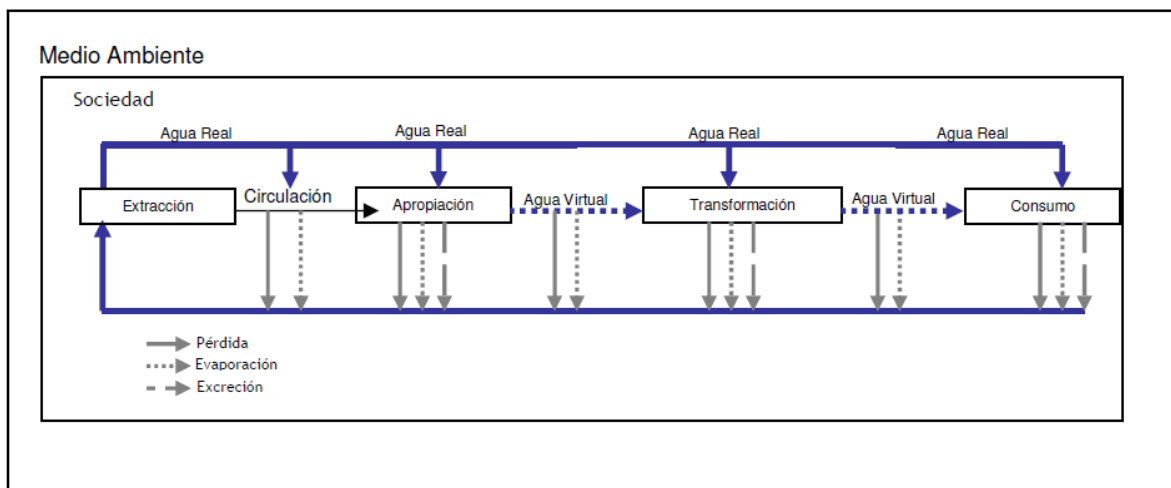 Medio Ambiente
Sociedad
Agua Real
Agua Real
Agua Real
Agua Real
Extracción
Circulación
Apropiación
Agua Virtual
Transformación
Agua Virtual
Consumo
Pérdida
Evaporación
Excreción